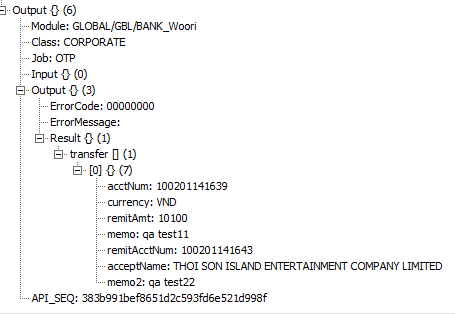 Output {} (6)
Module: GLOBAL/GBL/BANK_Woori
Class: CORPORATE
Job: OTP
Input {} (0)
Output {} (3)
ErrorCode: 00000000
ErrorMessage:
Result {} (1)
transfer [] (1)
[0] {} (7)
acctNum: 100201141639
currency: VND
remitAmt: 10100
memo: qa test11
remitAcctNum: 100201141643
acceptName: THOI SON ISLAND ENTERTAINMENT COMPANY LIMITED
memo2: qa test22
API_SEQ: 383b991bef8651d2c593fd6e521d998f